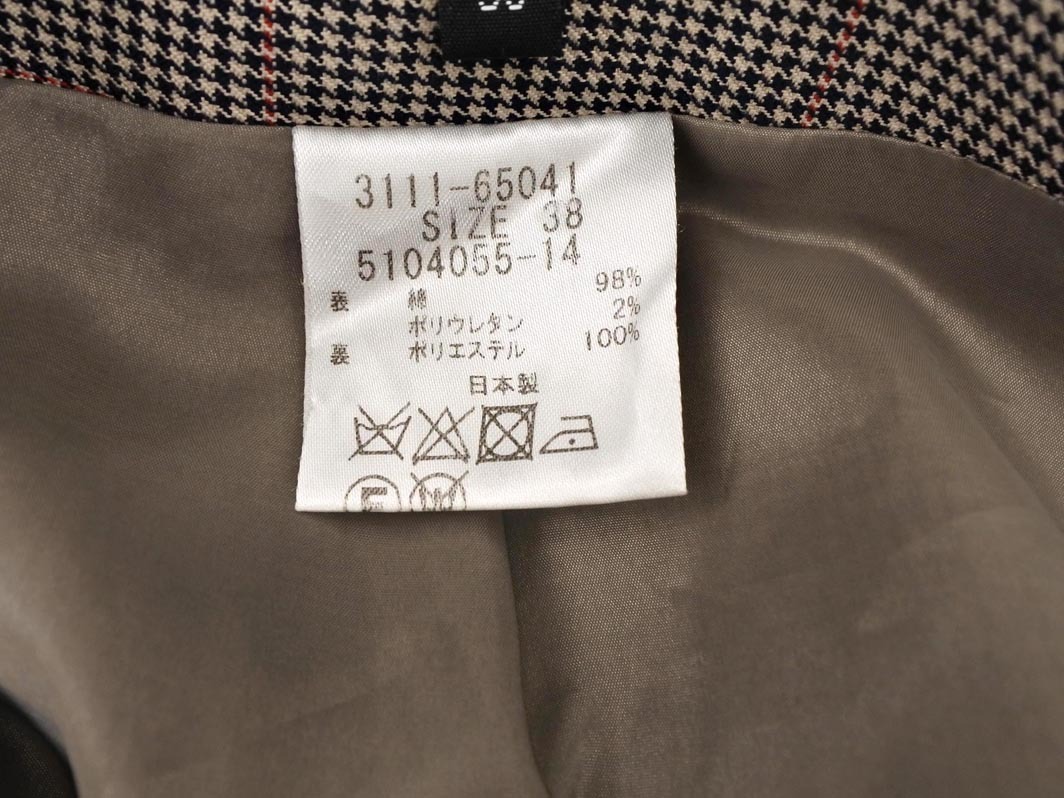 3111-65041
SIZE 38
5104055-14
表 綿 98%
ポリウレタン 2%
裏 ポリエステル 100%
日本製
F W